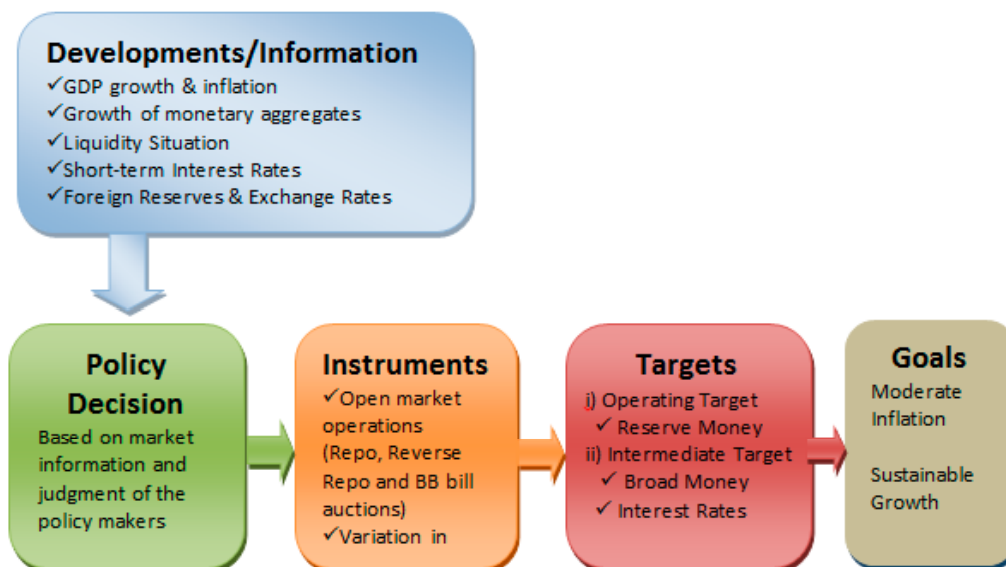 Developments/Information
✓GDP growth & inflation
✓Growth of monetary aggregates
✓Liquidity Situation
✓Short-term Interest Rates
✓Foreign Reserves & Exchange Rates
Policy
Decision
Based on market
information and
judgment of the
policy makers
Instruments
✓Open market
operations
(Repo, Reverse
Repo and BB bill
auctions)
✓Variation in
Targets
i) Operating Target
✓ Reserve Money
ii) Intermediate Target
✓ Broad Money
✓ Interest Rates
Goals
Moderate
Inflation
Sustainable
Growth